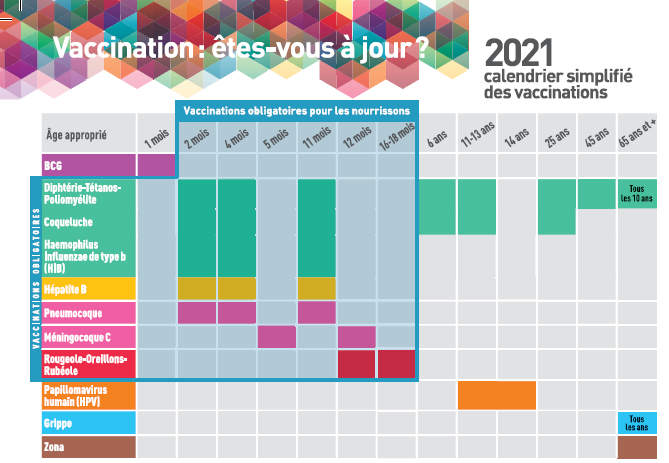 Vaccination : êtes-vous à jour ?
2021
calendrier simplifié
des vaccinations
Vaccinations obligatoires pour les nourrissons
Âge approprié
1 mois
2 mois
4 mois
5 mois
11 mois
12 mois
16-18 mois
6 ans
11-13 ans
14 ans
25 ans
45 ans
65 ans et +
BCG
VACCINATIONS OBLIGATOIRES
Diphtérie-Tétanos-
Poliomyélite
Tous
les 10 ans
Coqueluche
Haemophilus
Influenzae de type b
(HIB)
Hépatite B
Pneumocoque
Méningocoque C
Rougeole-Oreillons-
Rubéole
Papillomavirus
humain (HPV)
Grippe
Tous
les ans
Zona